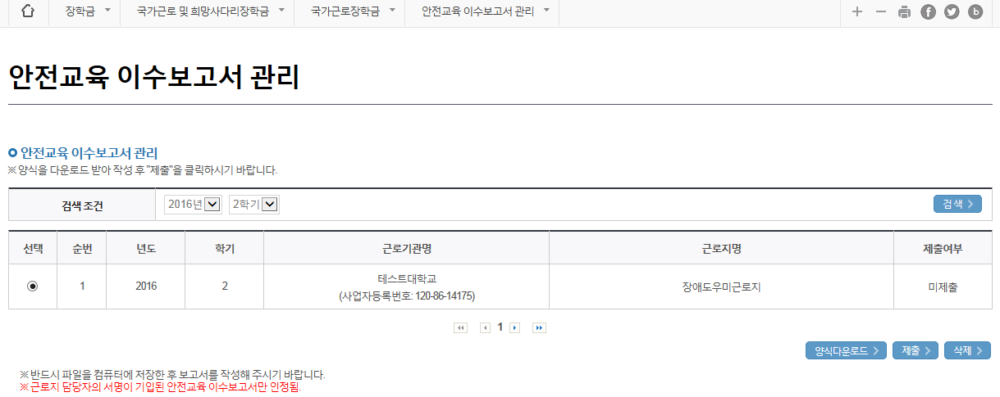 장학금 국가근로 및 희망사다리장학금 국가근로장학금 안전교육 이수보고서 관리
안전교육 이수보고서 관리
안전교육 이수보고서 관리
※양식을 다운로드 받아 작성 후 "제출"을 클릭하시기 바랍니다.
검색 조건 2016년 2학기 검색
선택 순번 년도 학기 근로기관명 근로지명 제출여부
1 2016 2 테스트대학교 장애도우미근로지 미제출
(사업자등록번호: 120-86-14175)
1
양식다운로드 제출 삭제
※반드시 파일을 컴퓨터에 저장한 후 보고서를 작성해 주시기 바랍니다.
※근로지 담당자의 서명이 기입된 안전교육 이수보고서만 인정됨.